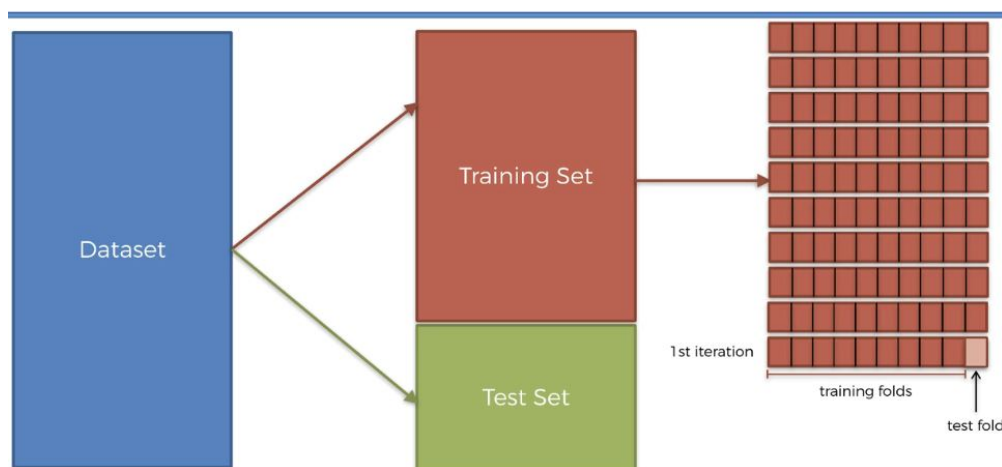 Dataset
Training Set
Test Set
1st iteration
training folds
test fold